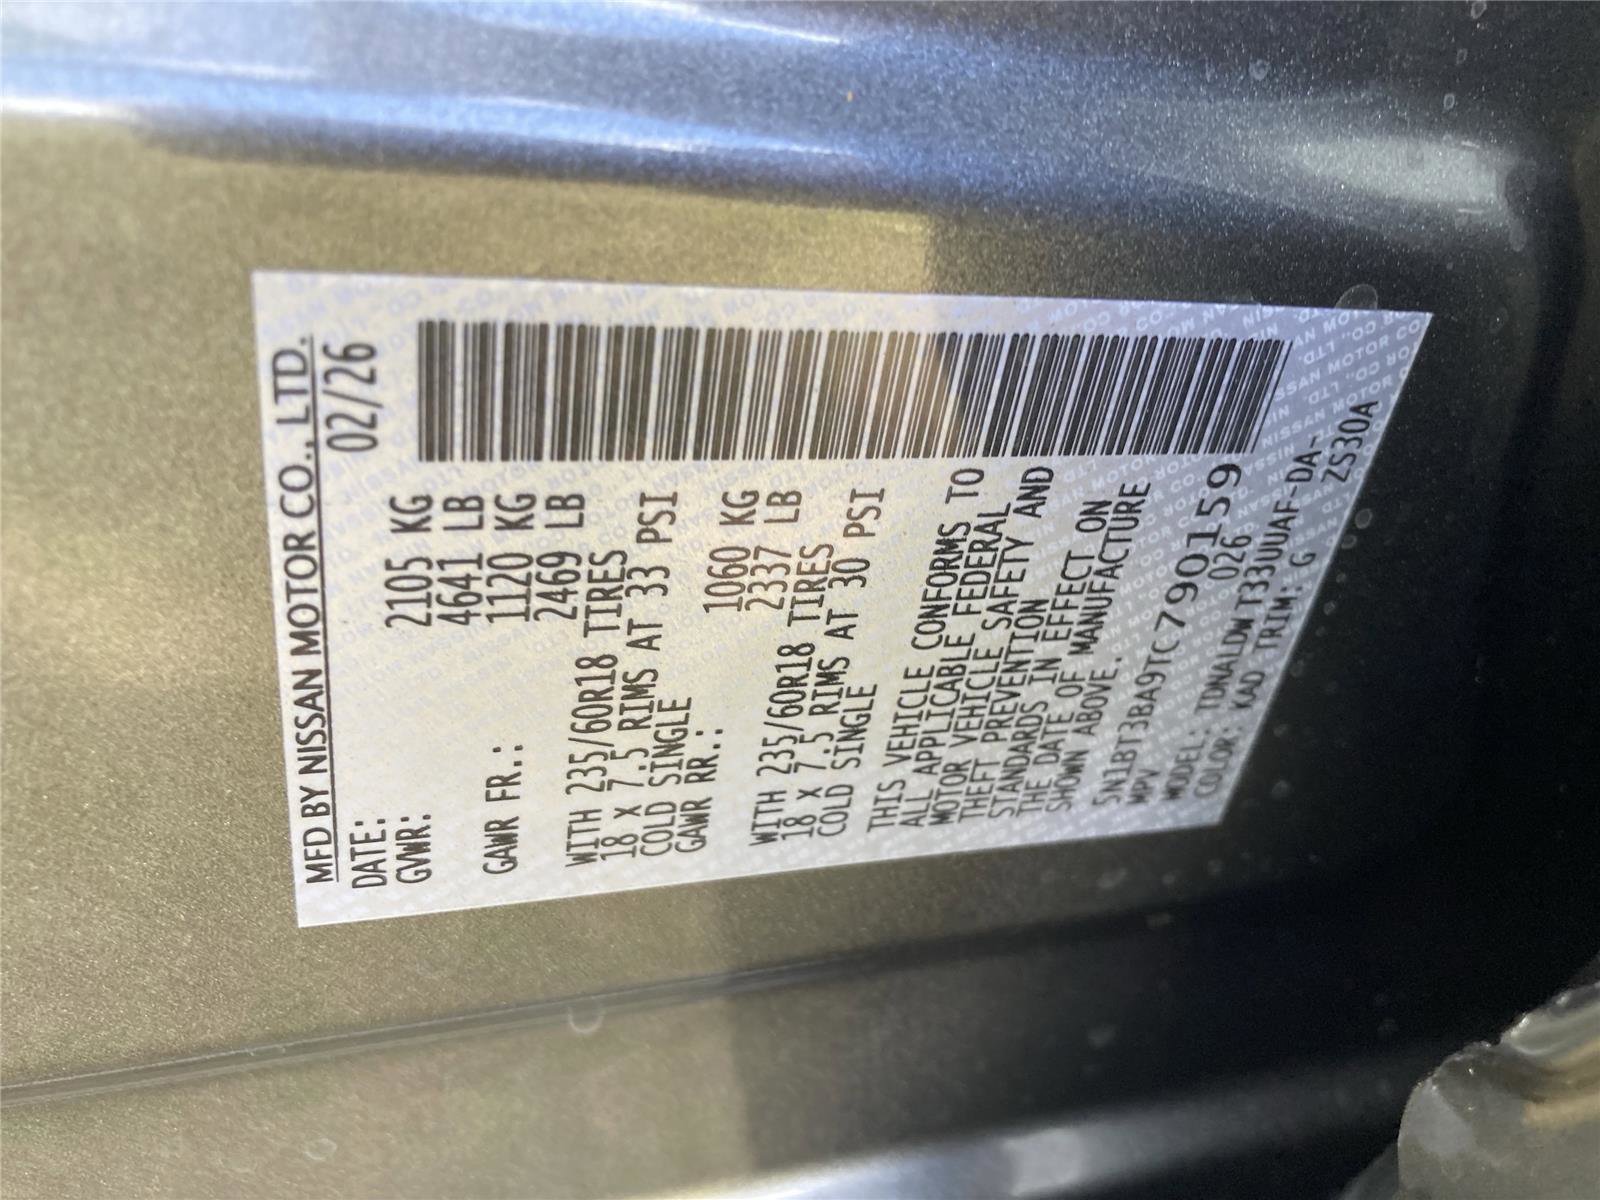 MFD BY NISSAN MOTOR CO., LTD.
DATE: 02/26
GVWR: 2105 KG
4641 LB
GAWR FR.: 1120 KG
2469 LB
WITH 235/60R18 TIRES
18 X 7.5 RIMS AT 33 PSI
COLD SINGLE
GAWR RR.: 1060 KG
2337 LB
WITH 235/60R18 TIRES
18 X 7.5 RIMS AT 30 PSI
COLD SINGLE
THIS VEHICLE CONFORMS TO
ALL APPLICABLE FEDERAL
MOTOR VEHICLE SAFETY AND
THEFT PREVENTION
STANDARDS IN EFFECT ON
THE DATE OF MANUFACTURE
SHOWN ABOVE.
5N1BT3BA9TC790159
MPV 026
MODEL: TDNALDWLT33UUAF-DA-
COLOR: KAD TRIM: G ZS30A